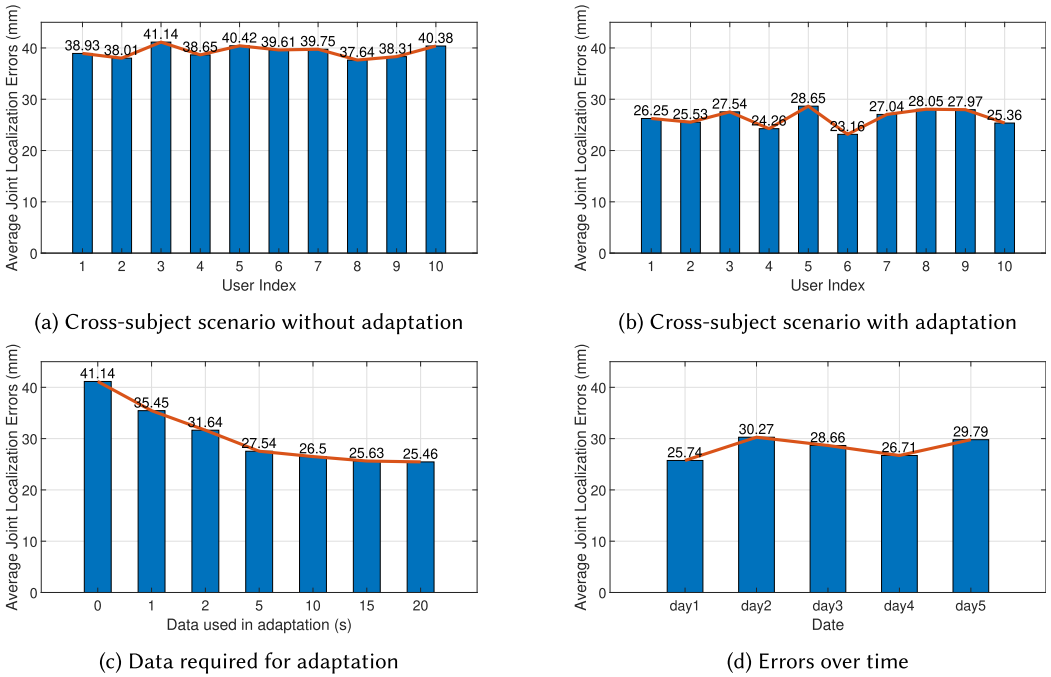 Average Joint Localization Errors (mm)
40
30
20
10
0
38.93 38.01 41.14 38.65 40.42 39.61 39.75 37.64 38.31 40.38
1 2 3 4 5 6 7 8 9 10
User Index
(a) Cross-subject scenario without adaptation
Average Joint Localization Errors (mm)
40
30
20
10
0
26.25 25.53 27.54 24.26 28.65 23.16 27.04 28.05 27.97 25.36
1 2 3 4 5 6 7 8 9 10
User Index
(b) Cross-subject scenario with adaptation
Average Joint Localization Errors (mm)
40
30
20
10
0
41.14 35.45 31.64 27.54 26.5 25.63 25.46
0 1 2 5 10 15 20
Data used in adaptation (s)
(c) Data required for adaptation
Average Joint Localization Errors (mm)
40
30
20
10
0
25.74 30.27 28.66 26.71 29.79
day1 day2 day3 day4 day5
Date
(d) Errors over time